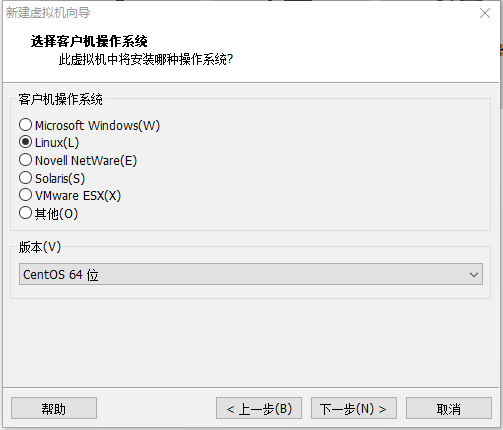 新建虚拟机向导
选择客户机操作系统
此虚拟机中将安装哪种操作系统?
客户机操作系统
Microsoft Windows(W)
Linux(L)
Novell NetWare(E)
Solaris(S)
VMware ESX(X)
其他(O)
版本(V)
CentOS 64 位
帮助
< 上一步(B)
下一步(N) >
取消